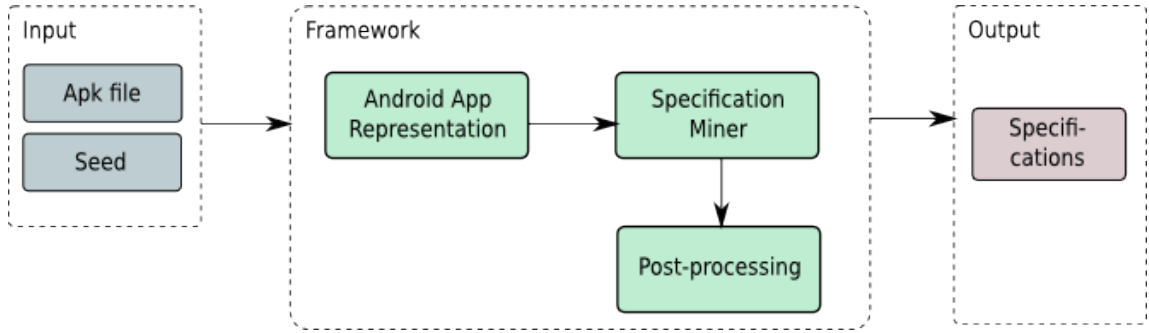 Input
Apk file
Seed
Framework
Android App
Representation
Specification
Miner
Post-processing
Output
Specifi-
cations